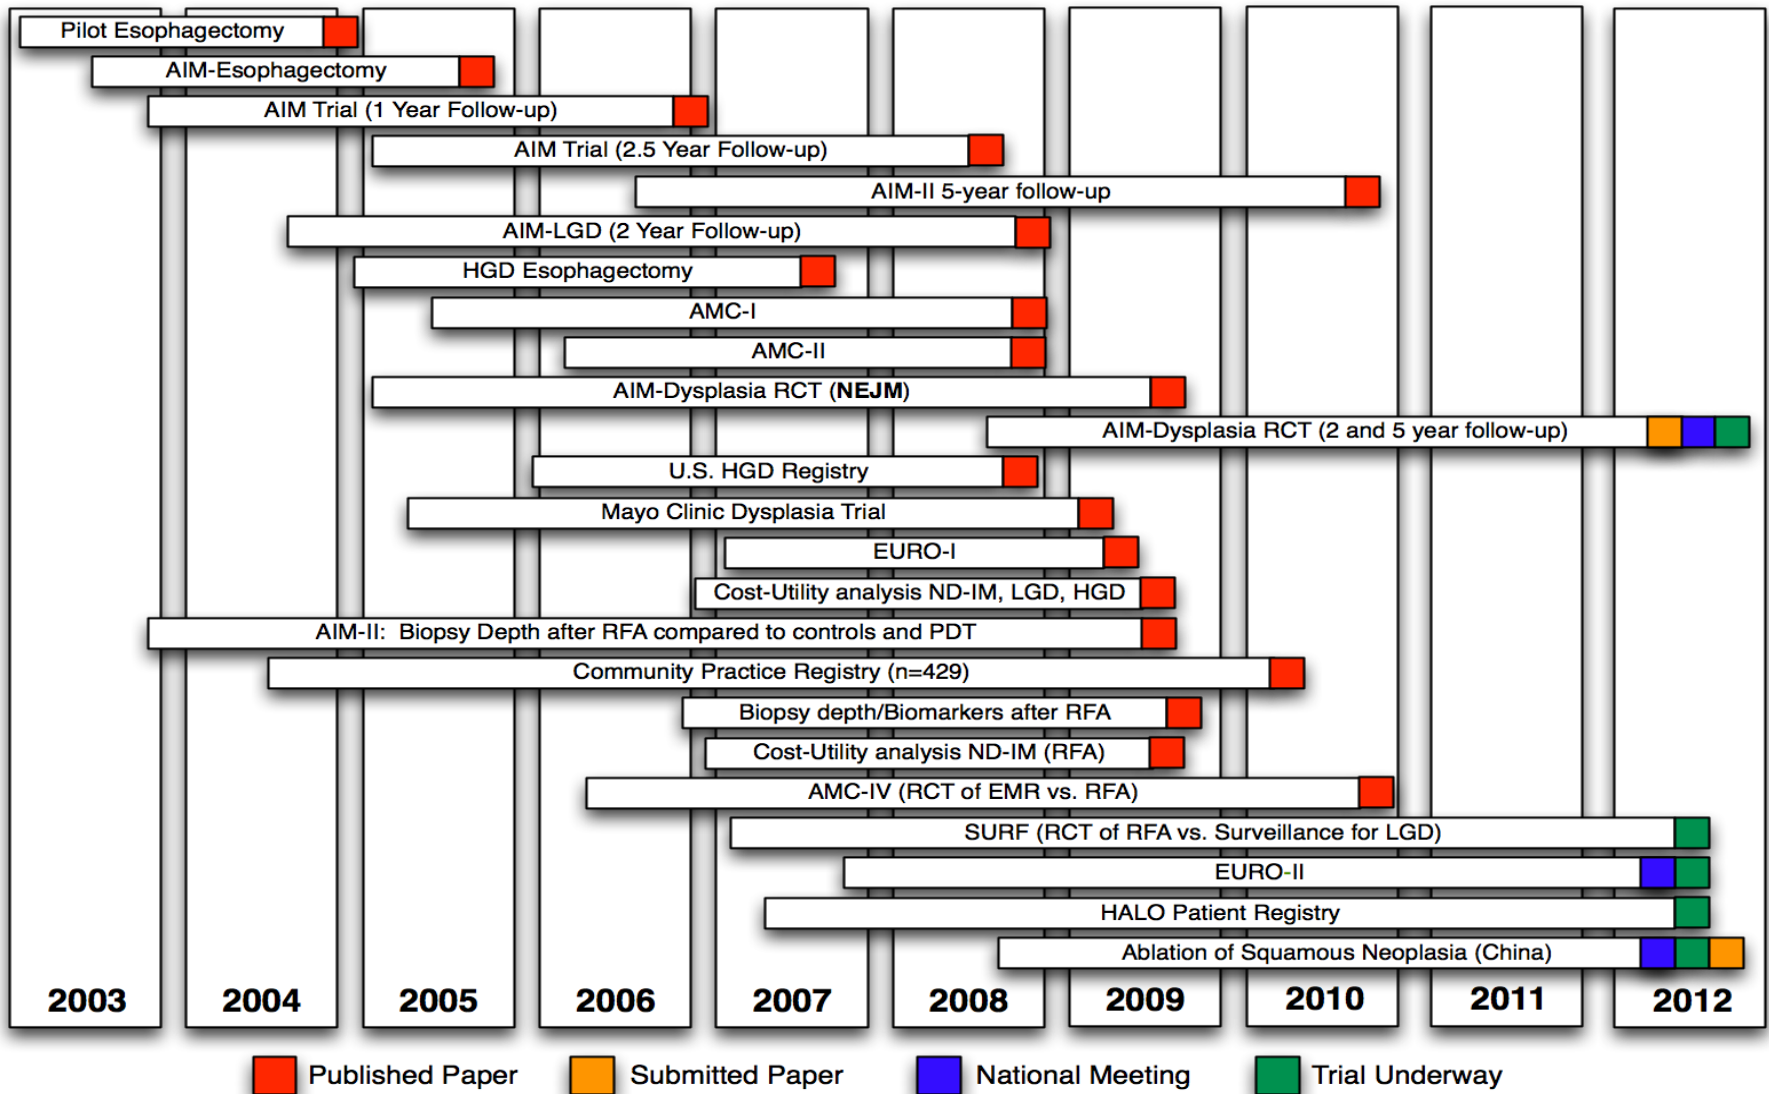 Pilot Esophagectomy
AIM-Esophagectomy
AIM Trial (1 Year Follow-up)
AIM Trial (2.5 Year Follow-up)
AIM-II 5-year follow-up
AIM-LGD (2 Year Follow-up)
HGD Esophagectomy
AMC-I
AMC-II
AIM-Dysplasia RCT (NEJM)
AIM-Dysplasia RCT (2 and 5 year follow-up)
U.S. HGD Registry
Mayo Clinic Dysplasia Trial
EURO-I
Cost-Utility analysis ND-IM, LGD, HGD
AIM-II: Biopsy Depth after RFA compared to controls and PDT
Community Practice Registry (n=429)
Biopsy depth/Biomarkers after RFA
Cost-Utility analysis ND-IM (RFA)
AMC-IV (RCT of EMR vs. RFA)
SURF (RCT of RFA vs. Surveillance for LGD)
EURO-II
HALO Patient Registry
Ablation of Squamous Neoplasia (China)
2003 2004 2005 2006 2007 2008 2009 2010 2011 2012
Published Paper Submitted Paper National Meeting Trial Underway